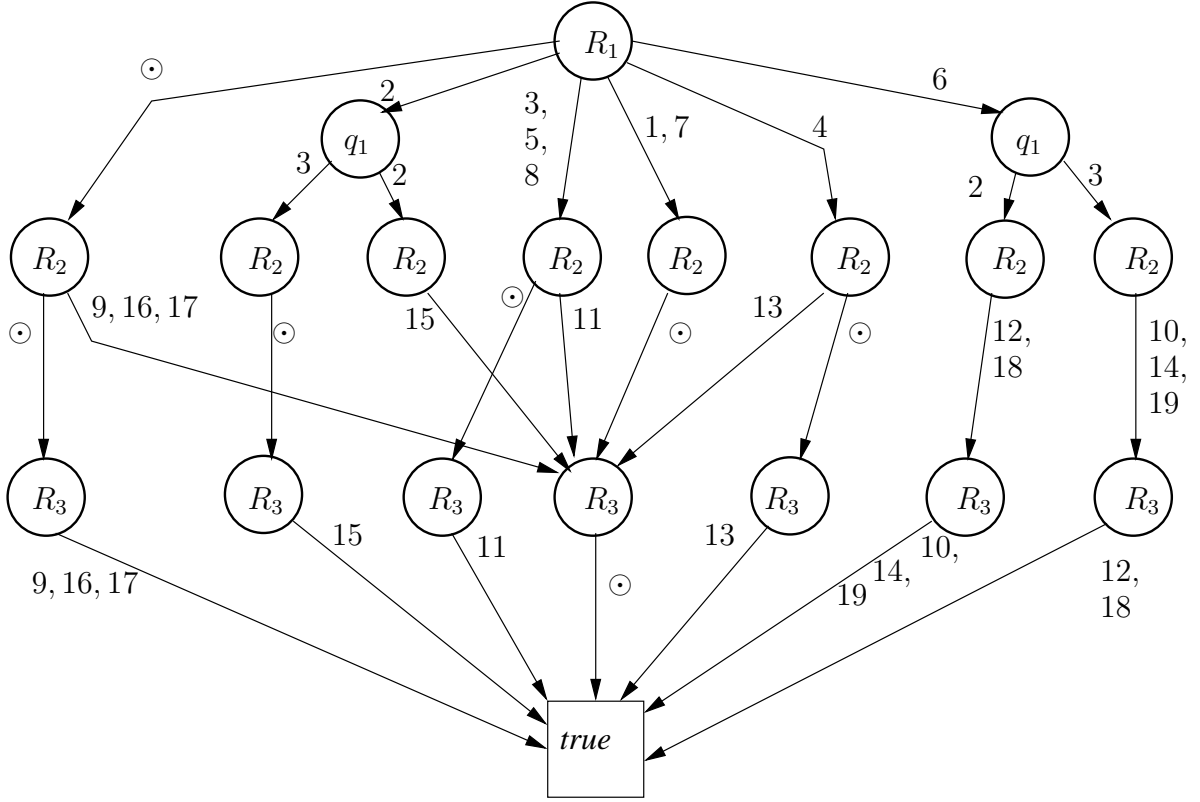 R₁
⊙
2
3,
5,
8
1, 7
4
6
q₁
q₁
3
2
2
3
R₂
R₂
R₂
R₂
R₂
R₂
R₂
R₂
9, 16, 17
⊙
⊙
15
⊙
11
⊙
13
⊙
12,
18
10,
14,
19
R₃
R₃
R₃
R₃
R₃
R₃
R₃
9, 16, 17
15
11
⊙
13
10,
14,
19
12,
18
true